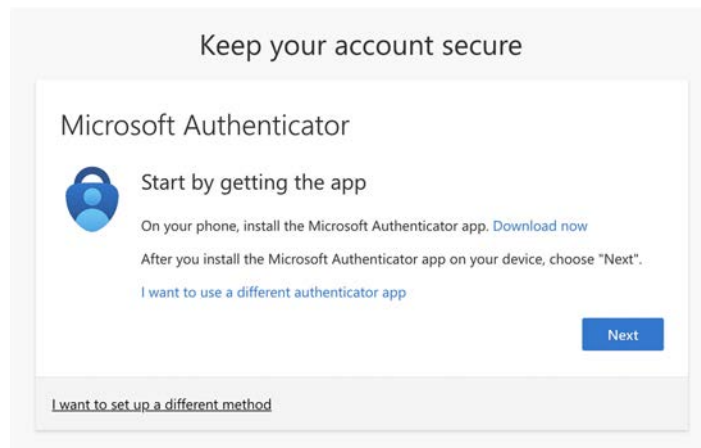 Keep your account secure
Microsoft Authenticator
Start by getting the app
On your phone, install the Microsoft Authenticator app. Download now
After you install the Microsoft Authenticator app on your device, choose "Next".
I want to use a different authenticator app
Next
I want to set up a different method